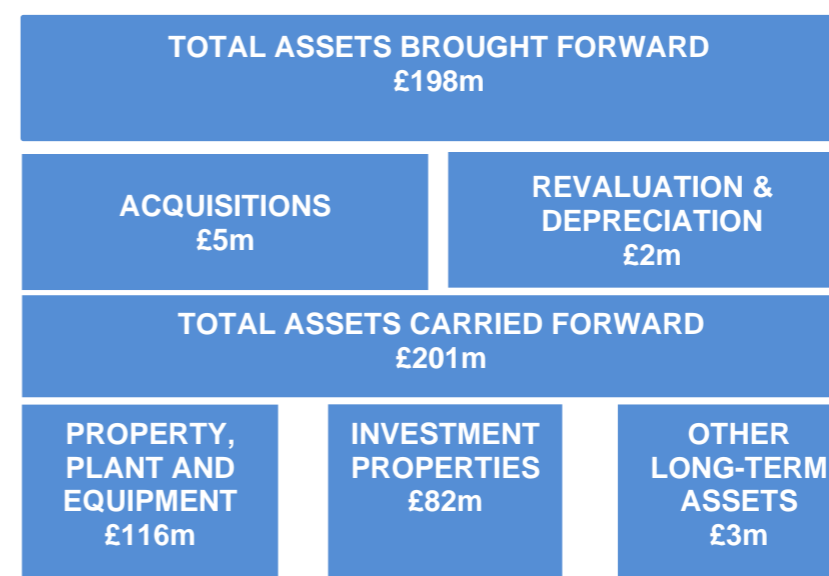 TOTAL ASSETS BROUGHT FORWARD
£198m
ACQUISITIONS
£5m
REVALUATION &
DEPRECIATION
£2m
TOTAL ASSETS CARRIED FORWARD
£201m
PROPERTY,
PLANT AND
EQUIPMENT
£116m
INVESTMENT
PROPERTIES
£82m
OTHER
LONG-TERM
ASSETS
£3m